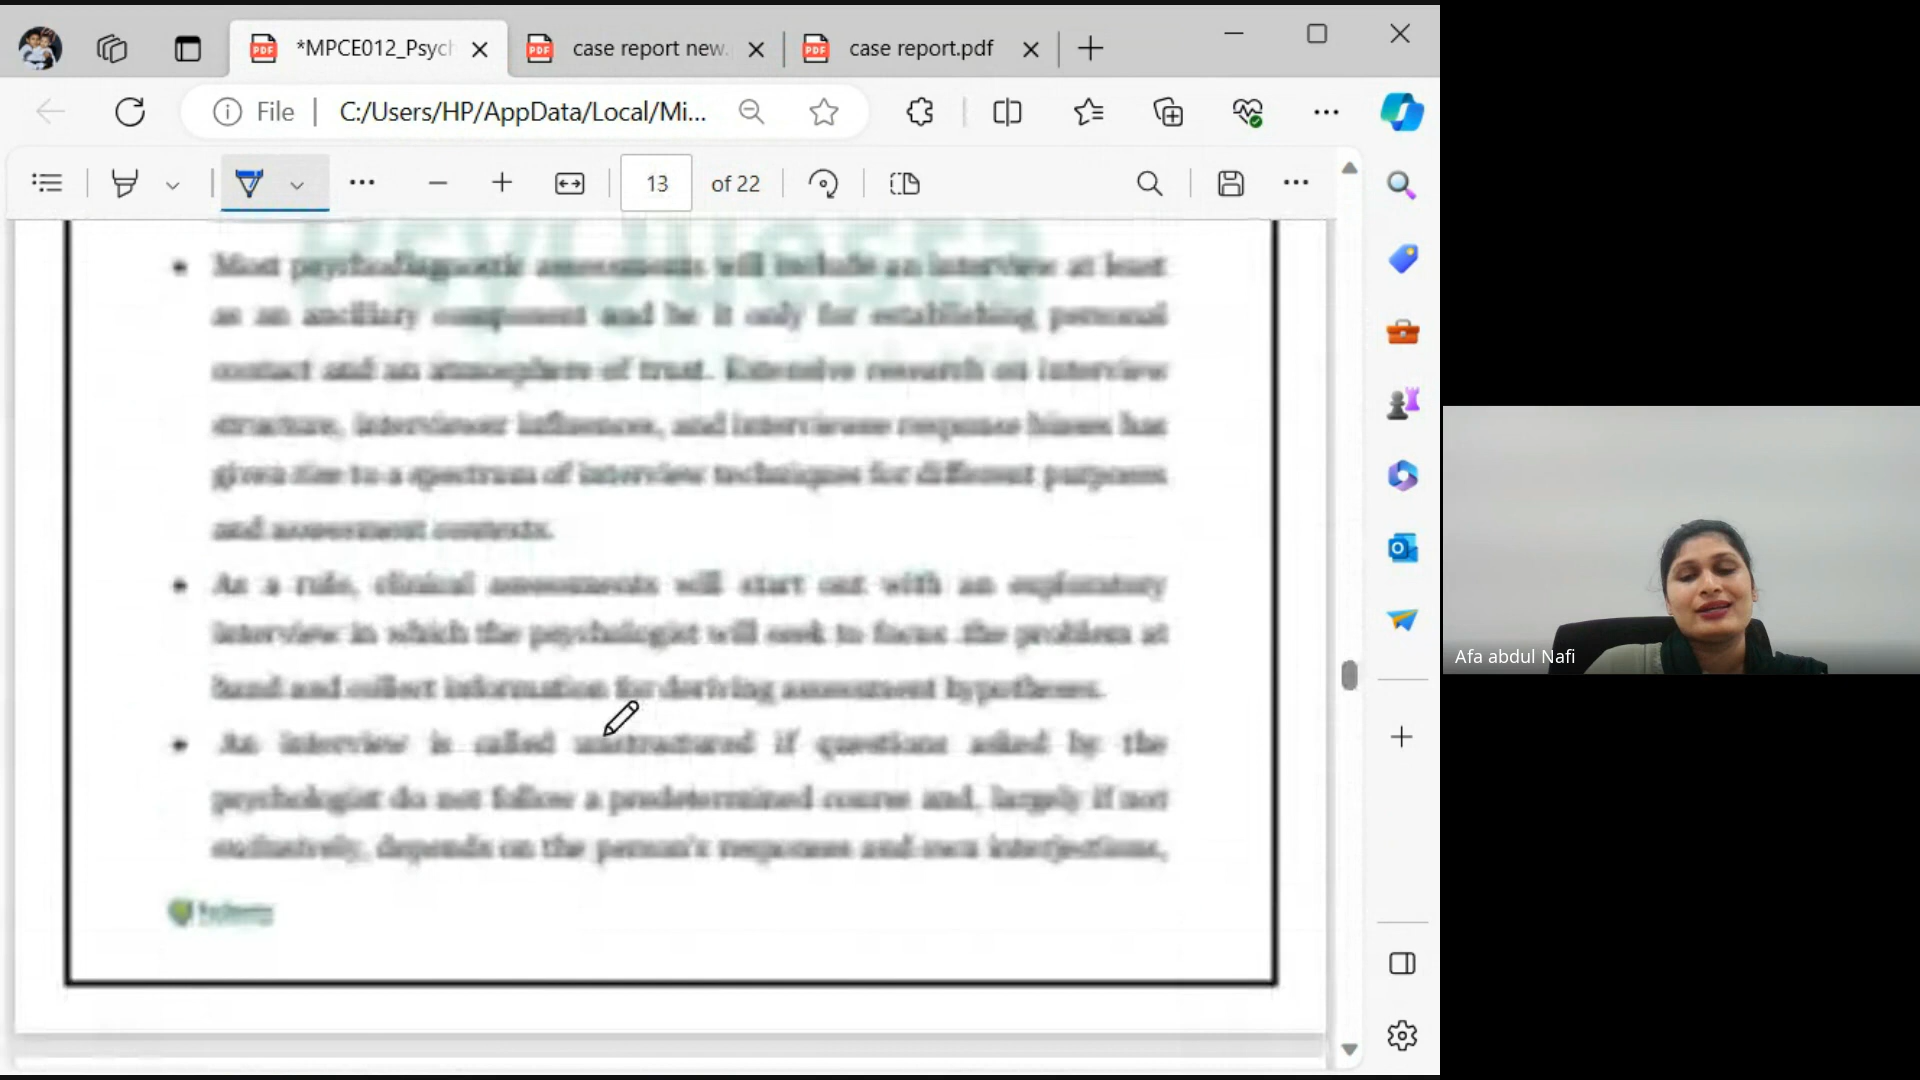 *MPCE012_Psych
case report new.
case report.pdf
File
C:/Users/HP/AppData/Local/Mi...
13 of 22
PsyQuesta
Most psychodiagnostic assessments will include an interview at least
as an ancillary component and be it only for establishing personal
contact and an atmosphere of trust. Extensive research on interview
structure, interviewer influences, and interviewee response biases has
given rise to a spectrum of interview techniques for different purposes
and assessment contexts.
As a rule, clinical assessments will start out with an exploratory
interview in which the psychologist will seek to focus .the problem at
hand and collect information for deriving assessment hypotheses.
An interview is called unstructured if questions asked by the
psychologist do not follow a predetermined course and, largely if not
exclusively, depends on the person's responses and own interjections,
Afa abdul Nafi